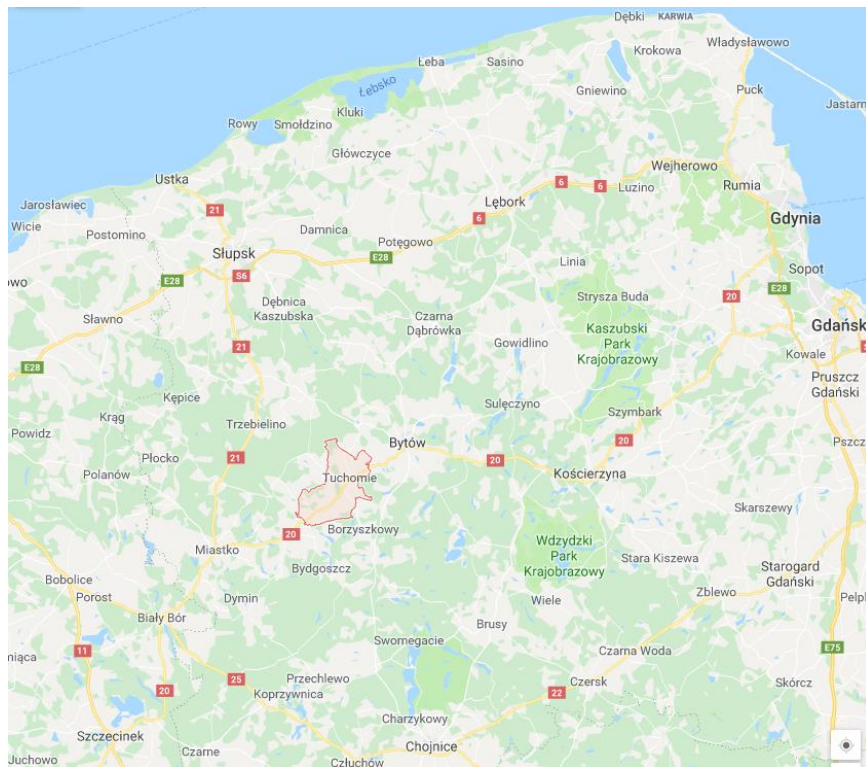 Dębki
KARWIA
Władysławowo
Krokowa
Łeba
Sasino
Gniewino
Puck
Łebsko
Jastarn
Kluki
Rowy
Smołdzino
Główczyce
Wejherowo
Ustka
Rumia
Luzino
6
6
Lębork
Jarosławiec
21
6
Gdynia
Wicie
Postomino
Damnica
Potęgowo
Słupsk
E28
Linia
Sopot
S6
E28
owo
E28
Strysza Buda
20
Dębnica
Kaszubska
Czarna
Dąbrówka
Sławno
Kaszubski
Park
Krajobrazowy
Gdańsk
Gowidlino
21
S
Kowale
E28
Kępice
Pruszcz
Gdański
Sulęczyno
Krąg
Trzebielino
Szymbark
Powidz
Bytów
20
Pszcz
Płocko
21
20
Polanów
Tuchomie
Kościerzyna
Skarszewy
20
Borzyszkowy
Wdzydzki
Park
Krajobrazowy
Miastko
Stara Kiszewa
Starogard
Gdański
Bydgoszcz
Bobolice
Porost
Dymin
Wiele
Zblewo
Pelpl
Biały Bór
Brusy
Swornegacie
11
Czarna Woda
E75
miąca
25
Przechlewo
Czersk
Skórcz
20
Koprzywnica
22
Charzykowy
Szczecinek
Chojnice
Juchowo
Czarne
Człuchów